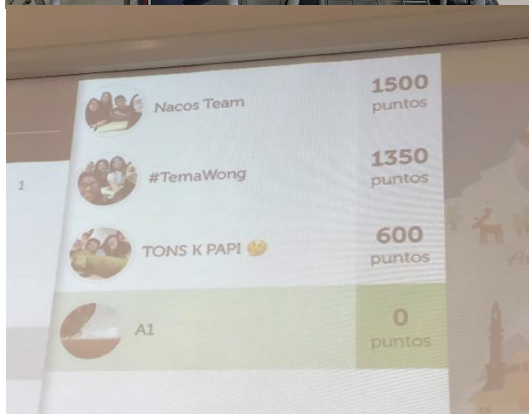 1500
Nacos Team
puntos
1350
#TemaWong
puntos
1
600
TONS K PAPI 🤔
puntos
0
A1
puntos